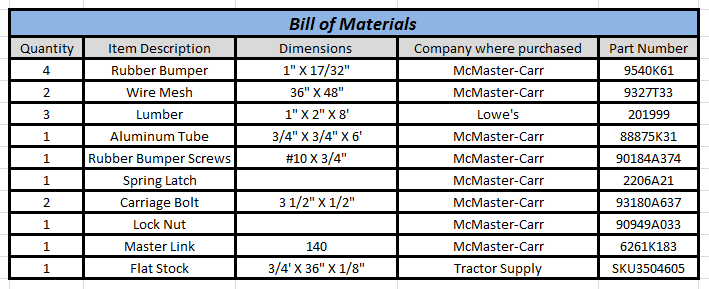 Bill of Materials
Quantity Item Description Dimensions Company where purchased Part Number
4 Rubber Bumper 1" X 17/32" McMaster-Carr 9540K61
2 Wire Mesh 36" X 48" McMaster-Carr 9327T33
3 Lumber 1" X 2" X 8' Lowe's 201999
1 Aluminum Tube 3/4" X 3/4" X 6' McMaster-Carr 88875K31
1 Rubber Bumper Screws #10 X 3/4" McMaster-Carr 90184A374
1 Spring Latch McMaster-Carr 2206A21
2 Carriage Bolt 3 1/2" X 1/2" McMaster-Carr 93180A637
1 Lock Nut McMaster-Carr 90949A033
1 Master Link 140 McMaster-Carr 6261K183
1 Flat Stock 3/4' X 36" X 1/8" Tractor Supply SKU3504605